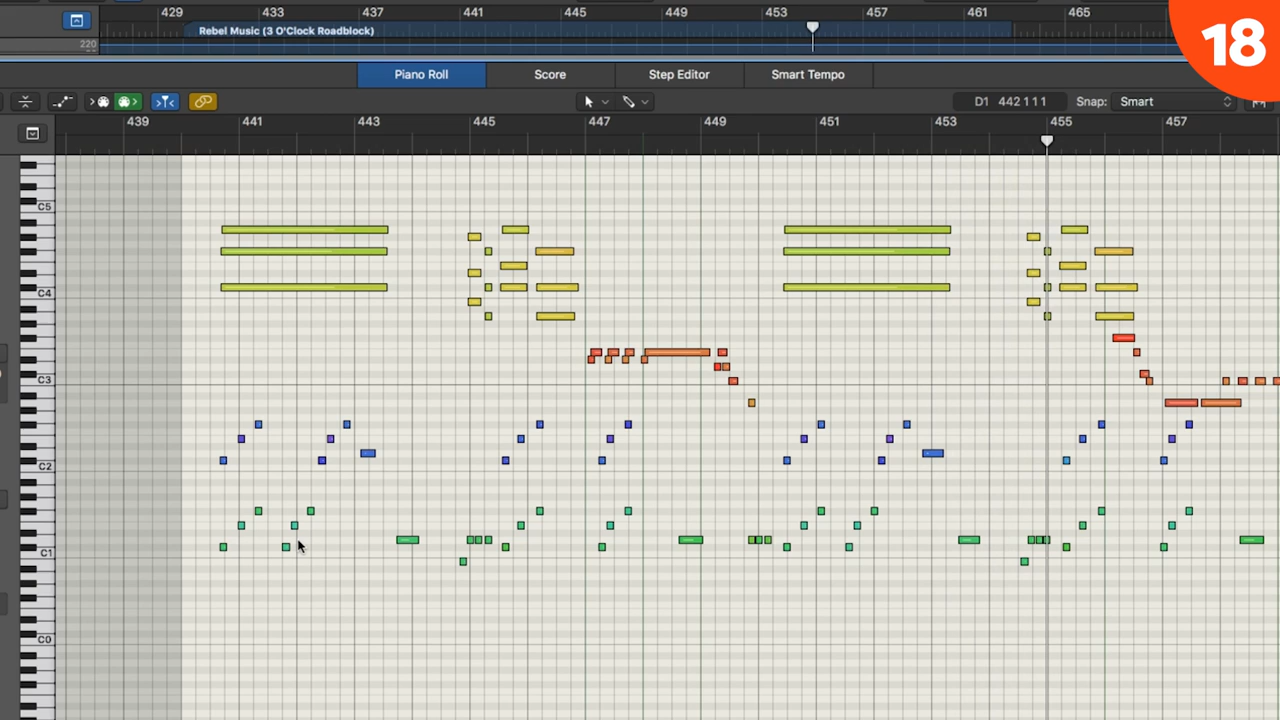 429 433 437 441 445 449 453 457 461 465
18
Rebel Music (3 O'Clock Roadblock)
220
Piano Roll Score Step Editor Smart Tempo
D1 442 1 1 1 Snap: Smart
439 441 443 445 447 449 451 453 455 457
C5
C4
C3
C2
C1
C0